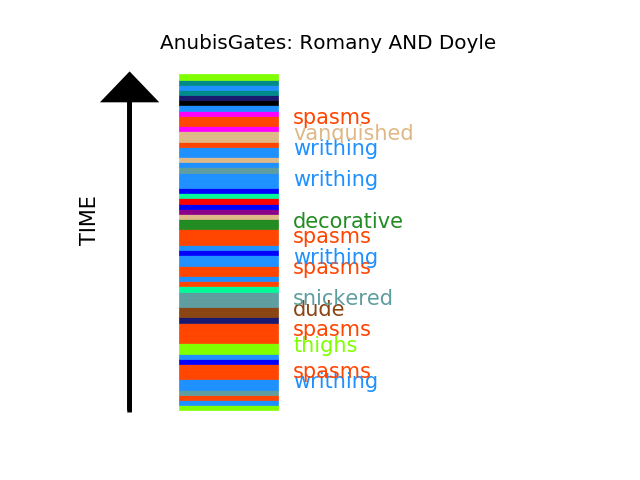 AnubisGates: Romany AND Doyle
spasms
vanquished
writhing
writhing
TIME
decorative
spasms
writhing
spasms
snickered
dude
spasms
thighs
spasms
writhing